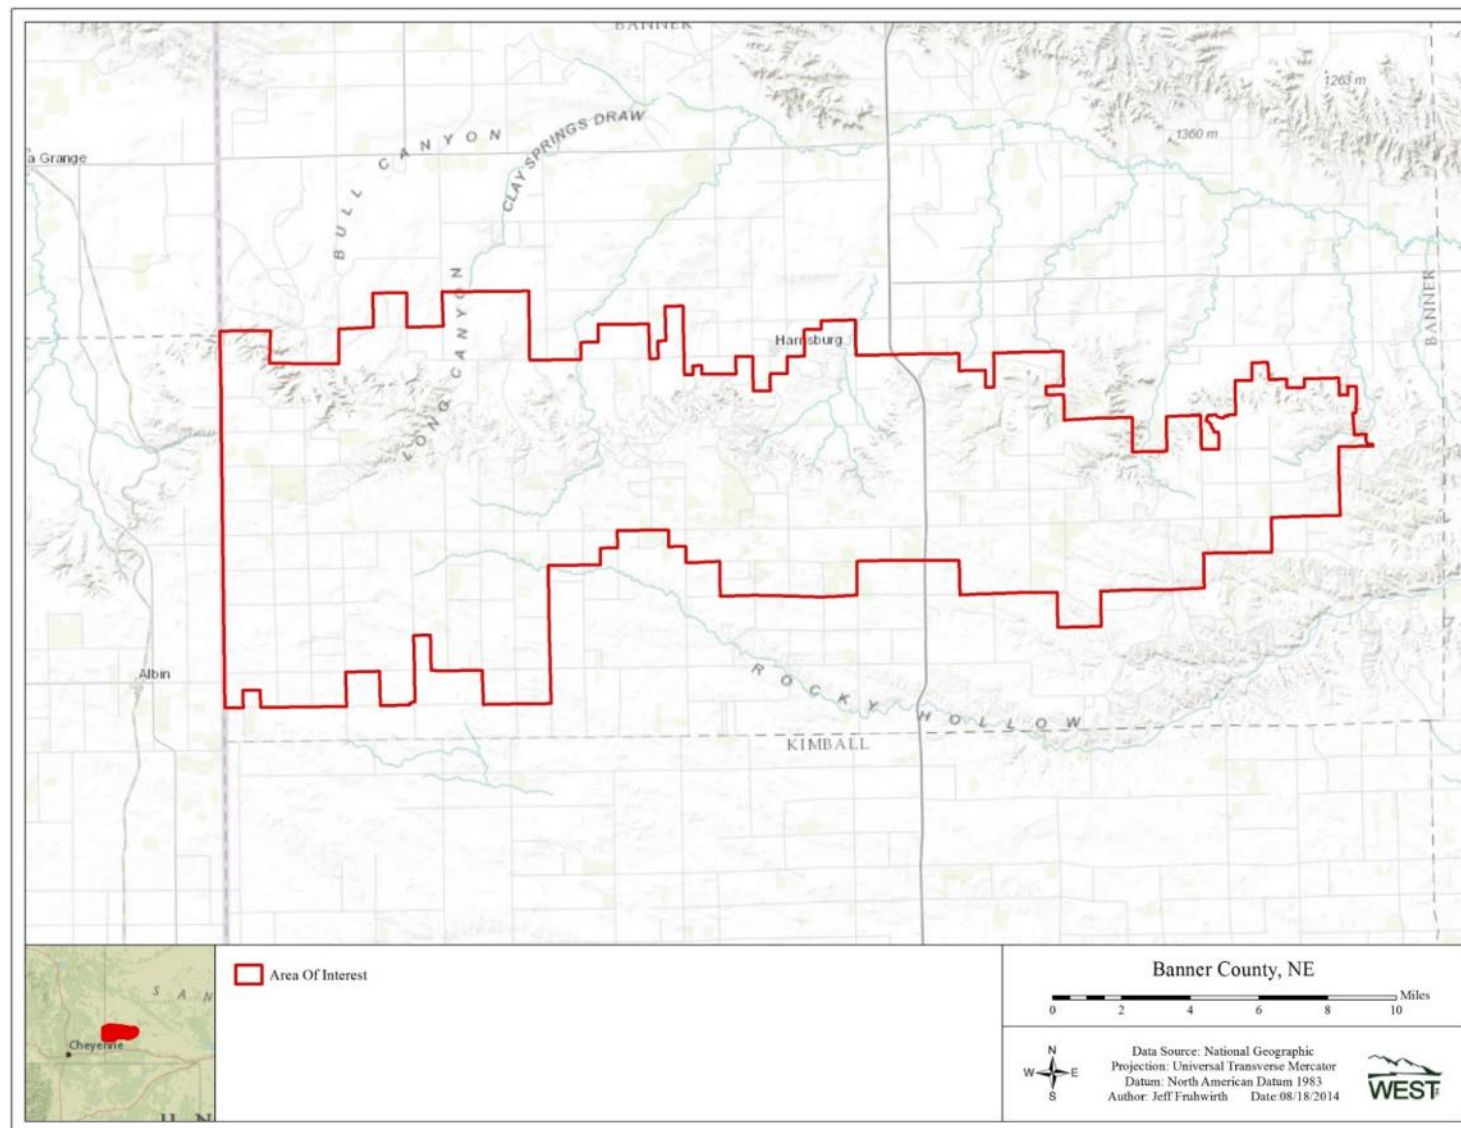 BANNER
1263 m
CLAY SPRINGS DRAW
BULL CANYON
1360 m
a Grange
LONG CANYON
BANNER
Harrisburg
Albin
ROCKY HOLLOW
KIMBALL
Area Of Interest
Banner County, NE
Miles
0 2 4 6 8 10
S A N
Cheyenne
N
W E
S
Data Source: National Geographic
Projection: Universal Transverse Mercator
Datum: North American Datum 1983
Author: Jeff Fruhwirth Date:08/18/2014
WEST